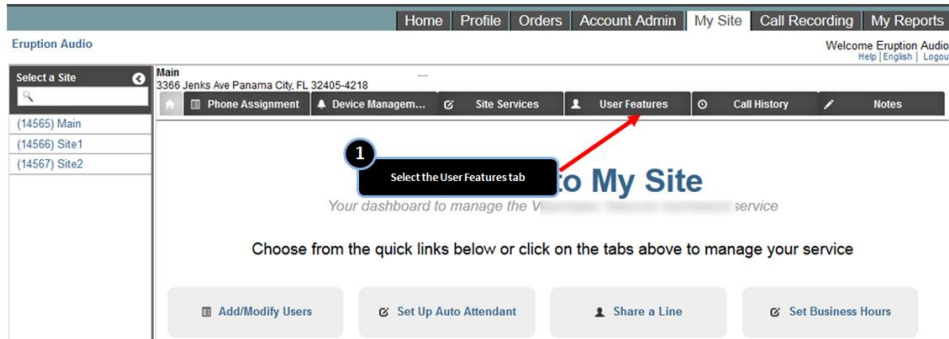 Home Profile Orders Account Admin My Site Call Recording My Reports
Eruption Audio
Welcome Eruption Audio
Help | English | Logou
Select a Site
Main
....
3366 Jenks Ave Panama City, FL 32405-4218
Phone Assignment Device Managem... Site Services User Features Call History Notes
(14565) Main
(14566) Site1
(14567) Site2
1
Select the User Features tab
to My Site
Your dashboard to manage the V service
Choose from the quick links below or click on the tabs above to manage your service
Add/Modify Users Set Up Auto Attendant Share a Line Set Business Hours